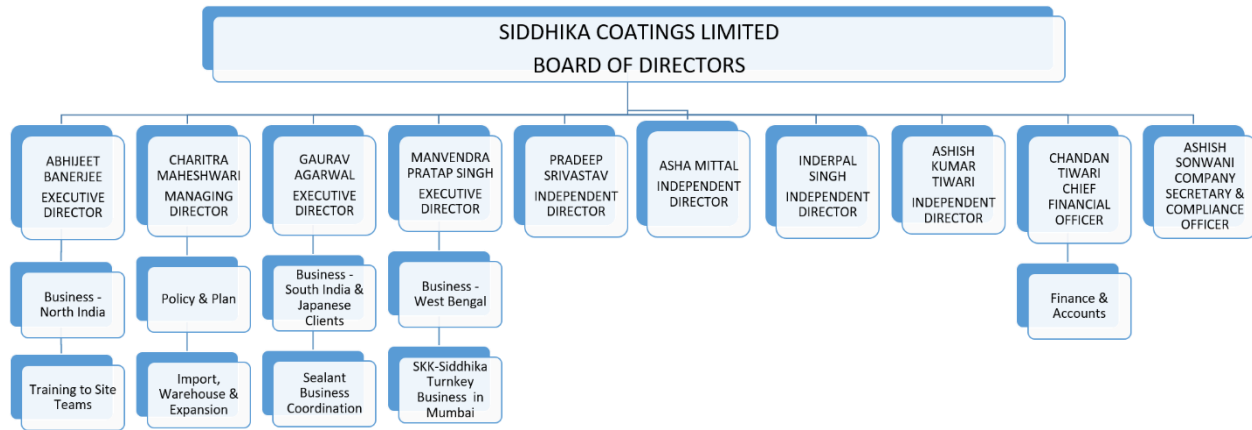 SIDDHIKA COATINGS LIMITED
BOARD OF DIRECTORS
ABHIJEET
BANERJEE
EXECUTIVE
DIRECTOR
CHARITRA
MAHESHWARI
MANAGING
DIRECTOR
GAURAV
AGARWAL
EXECUTIVE
DIRECTOR
MANVENDRA
PRATAP SINGH
EXECUTIVE
DIRECTOR
PRADEEP
SRIVASTAV
INDEPENDENT
DIRECTOR
ASHA MITTAL
INDEPENDENT
DIRECTOR
INDERPAL
SINGH
INDEPENDENT
DIRECTOR
ASHISH
KUMAR
TIWARI
INDEPENDENT
DIRECTOR
CHANDAN
TIWARI
CHIEF
FINANCIAL
OFFICER
ASHISH
SONWANI
COMPANY
SECRETARY &
COMPLIANCE
OFFICER
Business -
North India
Policy & Plan
Business -
South India &
Japanese
Clients
Business -
West Bengal
Finance &
Accounts
Training to Site
Teams
Import,
Warehouse &
Expansion
Sealant
Business
Coordination
SKK-Siddhika
Turnkey
Business in
Mumbai